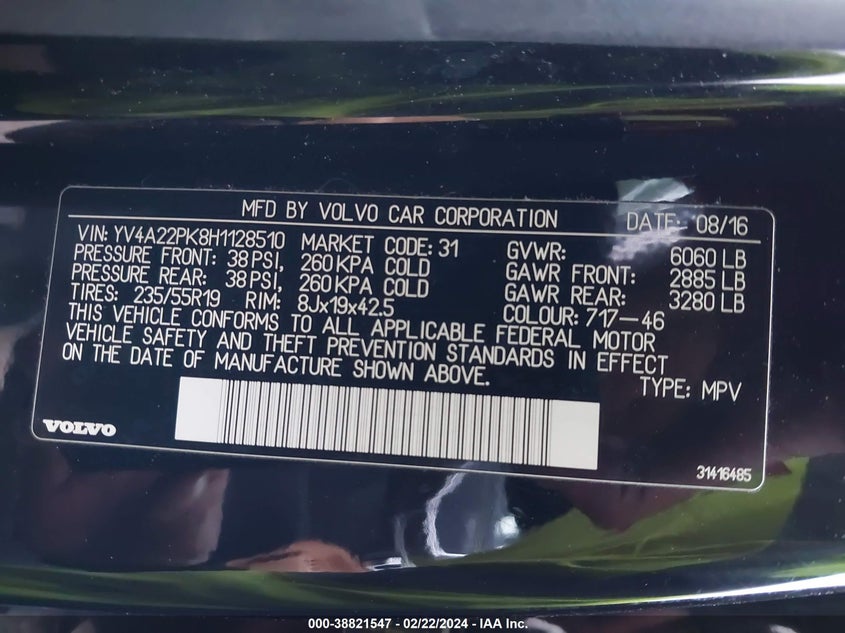 MFD BY VOLVO CAR CORPORATION DATE: 08/16
VIN: YV4A22PK8H1128510 MARKET CODE: 31 GVWR: 6060 LB
PRESSURE FRONT: 38 PSI, 260 KPA COLD GAWR FRONT: 2885 LB
PRESSURE REAR: 38 PSI, 260 KPA COLD GAWR REAR: 3280 LB
TIRES: 235/55R19 RIM: 8Jx19x42.5 COLOUR: 717-46
THIS VEHICLE CONFORMS TO ALL APPLICABLE FEDERAL MOTOR
VEHICLE SAFETY AND THEFT PREVENTION STANDARDS IN EFFECT
ON THE DATE OF MANUFACTURE SHOWN ABOVE.
TYPE: MPV
VOLVO
31416485
000-38821547 - 02/22/2024 - IAA Inc.